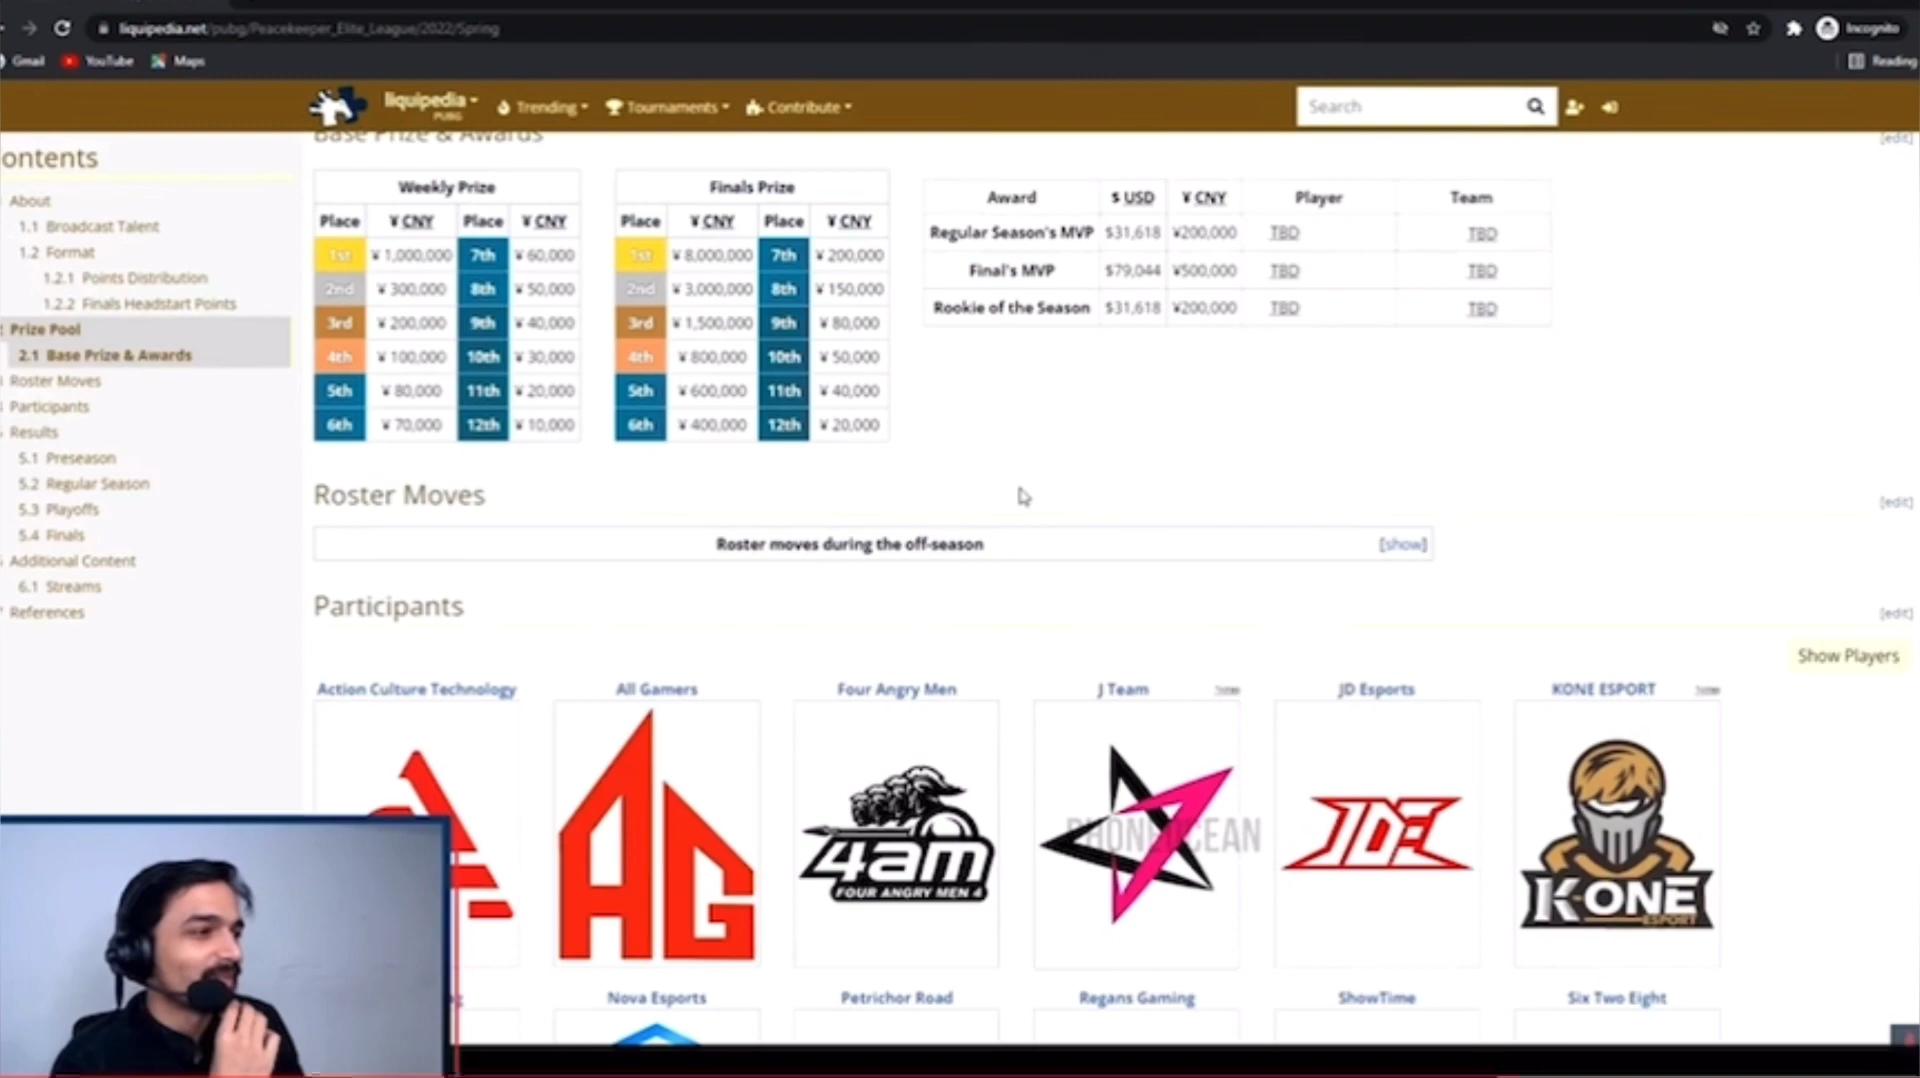 liquipedia.net/pubg/Peacekeeper_Elite_League/2022/Spring
Incognito
Gmail YouTube Maps
Reading
liquipedia PUBG Trending Tournaments Contribute
Search
Base Prize & Awards [edit]
ontents
About
1.1 Broadcast Talent
1.2 Format
1.2.1 Points Distribution
1.2.2 Finals Headstart Points
Prize Pool
2.1 Base Prize & Awards
Roster Moves
Participants
Results
5.1 Preseason
5.2 Regular Season
5.3 Playoffs
5.4 Finals
Additional Content
6.1 Streams
References
Weekly Prize
Place ¥ CNY Place ¥ CNY
1st ¥ 1,000,000 7th ¥ 60,000
2nd ¥ 300,000 8th ¥ 50,000
3rd ¥ 200,000 9th ¥ 40,000
4th ¥ 100,000 10th ¥ 30,000
5th ¥ 80,000 11th ¥ 20,000
6th ¥ 70,000 12th ¥ 10,000
Finals Prize
Place ¥ CNY Place ¥ CNY
1st ¥ 8,000,000 7th ¥ 200,000
2nd ¥ 3,000,000 8th ¥ 150,000
3rd ¥ 1,500,000 9th ¥ 80,000
4th ¥ 800,000 10th ¥ 50,000
5th ¥ 600,000 11th ¥ 40,000
6th ¥ 400,000 12th ¥ 20,000
Award $ USD ¥ CNY Player Team
Regular Season's MVP $31,618 ¥200,000 TBD TBD
Final's MVP $79,044 ¥500,000 TBD TBD
Rookie of the Season $31,618 ¥200,000 TBD TBD
Roster Moves [edit]
Roster moves during the off-season [show]
Participants [edit]
Show Players
Action Culture Technology All Gamers Four Angry Men J Team JD Esports KONE ESPORT
AG
4am
FOUR ANGRY MEN 4
JDE
K-ONE
ESPORT
Nova Esports Petrichor Road Regans Gaming ShowTime Six Two Eight